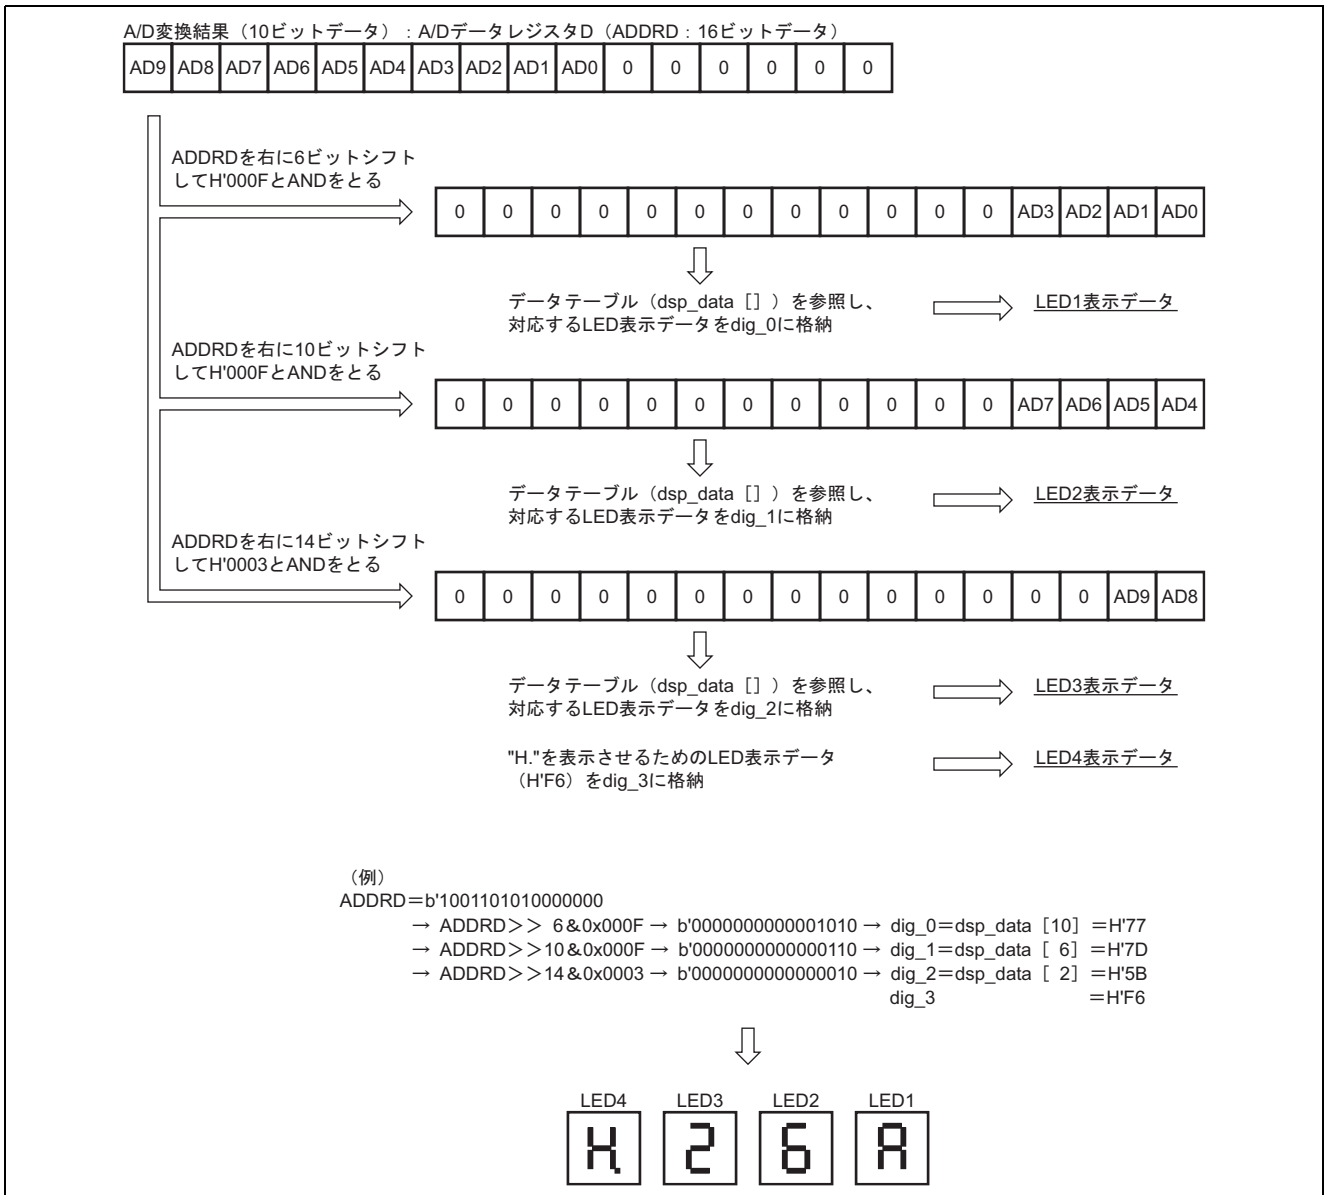 A/D変換結果（10ビットデータ）：A/DデータレジスタD（ADDRD：16ビットデータ）
AD9 AD8 AD7 AD6 AD5 AD4 AD3 AD2 AD1 AD0 0 0 0 0 0 0
ADDRDを右に6ビットシフト
してH'000FとANDをとる
0 0 0 0 0 0 0 0 0 0 0 0 AD3 AD2 AD1 AD0
データテーブル（dsp_data［］）を参照し、
対応するLED表示データをdig_0に格納
LED1表示データ
ADDRDを右に10ビットシフト
してH'000FとANDをとる
0 0 0 0 0 0 0 0 0 0 0 0 AD7 AD6 AD5 AD4
データテーブル（dsp_data［］）を参照し、
対応するLED表示データをdig_1に格納
LED2表示データ
ADDRDを右に14ビットシフト
してH'0003とANDをとる
0 0 0 0 0 0 0 0 0 0 0 0 0 0 AD9 AD8
データテーブル（dsp_data［］）を参照し、
対応するLED表示データをdig_2に格納
LED3表示データ
"H."を表示させるためのLED表示データ
（H'F6）をdig_3に格納
LED4表示データ
（例）
ADDRD＝b'1001101010000000
→ ADDRD＞＞ 6＆0x000F → b'0000000000001010 → dig_0＝dsp_data［10］＝H'77
→ ADDRD＞＞10＆0x000F → b'0000000000000110 → dig_1＝dsp_data［ 6］＝H'7D
→ ADDRD＞＞14＆0x0003 → b'0000000000000010 → dig_2＝dsp_data［ 2］＝H'5B
dig_3 ＝H'F6
LED4 LED3 LED2 LED1
H. 2 6 A